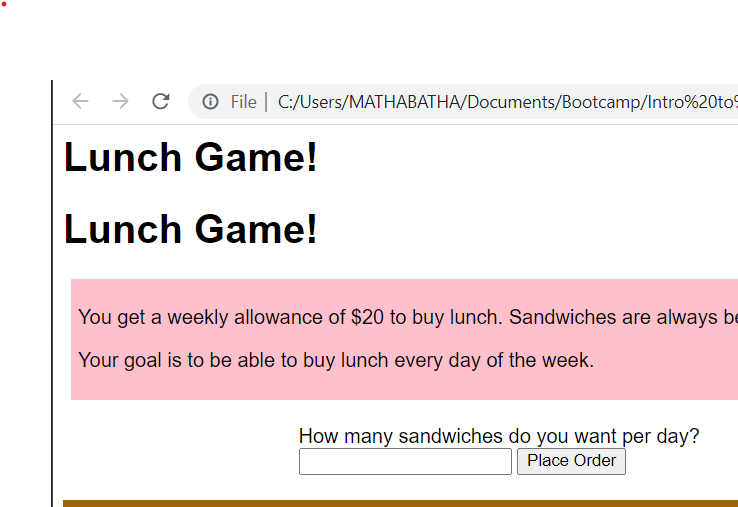 File | C:/Users/MATHABATHA/Documents/Bootcamp/Intro%20to%
Lunch Game!
Lunch Game!
You get a weekly allowance of $20 to buy lunch. Sandwiches are always be
Your goal is to be able to buy lunch every day of the week.
How many sandwiches do you want per day?
Place Order